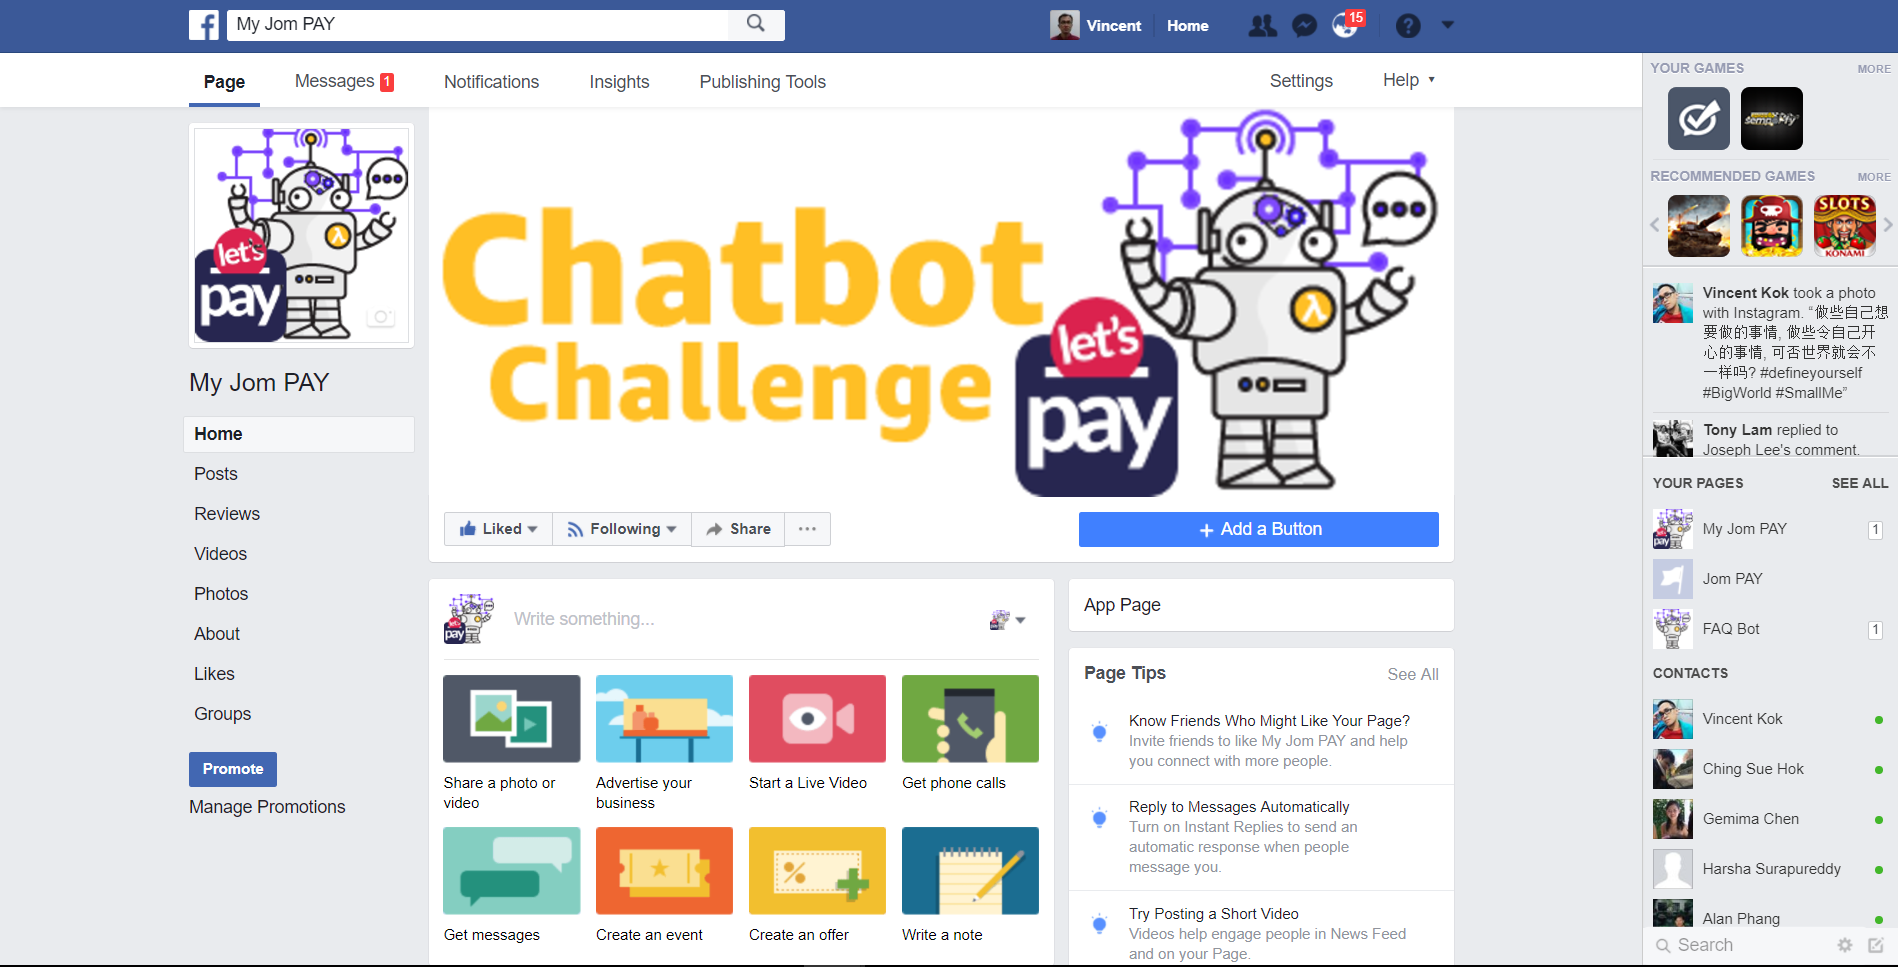 My Jom PAY
Vincent
Home
15
Page
Messages 1
Notifications
Insights
Publishing Tools
Settings
Help
let's
pay
My Jom PAY
Home
Posts
Reviews
Videos
Photos
About
Likes
Groups
Promote
Manage Promotions
Chatbot
Challenge
let's
pay
Liked
Following
Share
+ Add a Button
let's
pay
Write something...
Share a photo or
video
Advertise your
business
Start a Live Video
Get phone calls
Get messages
Create an event
Create an offer
Write a note
App Page
Page Tips
See All
Know Friends Who Might Like Your Page?
Invite friends to like My Jom PAY and help
you connect with more people.
Reply to Messages Automatically
Turn on Instant Replies to send an
automatic response when people
message you.
Try Posting a Short Video
Videos help engage people in News Feed
and on your Page.
YOUR GAMES
MORE
RECOMMENDED GAMES
MORE
SLOTS
KONAMI
Vincent Kok took a photo
with Instagram. “做些自己想
要做的事情, 做些令自己开
心的事情, 可否世界就会不
一样吗? #defineyourself
#BigWorld #SmallMe”
Tony Lam replied to
Joseph Lee's comment.
YOUR PAGES
SEE ALL
My Jom PAY
1
Jom PAY
FAQ Bot
1
CONTACTS
Vincent Kok
Ching Sue Hok
Gemima Chen
Harsha Surapureddy
Alan Phang
Search